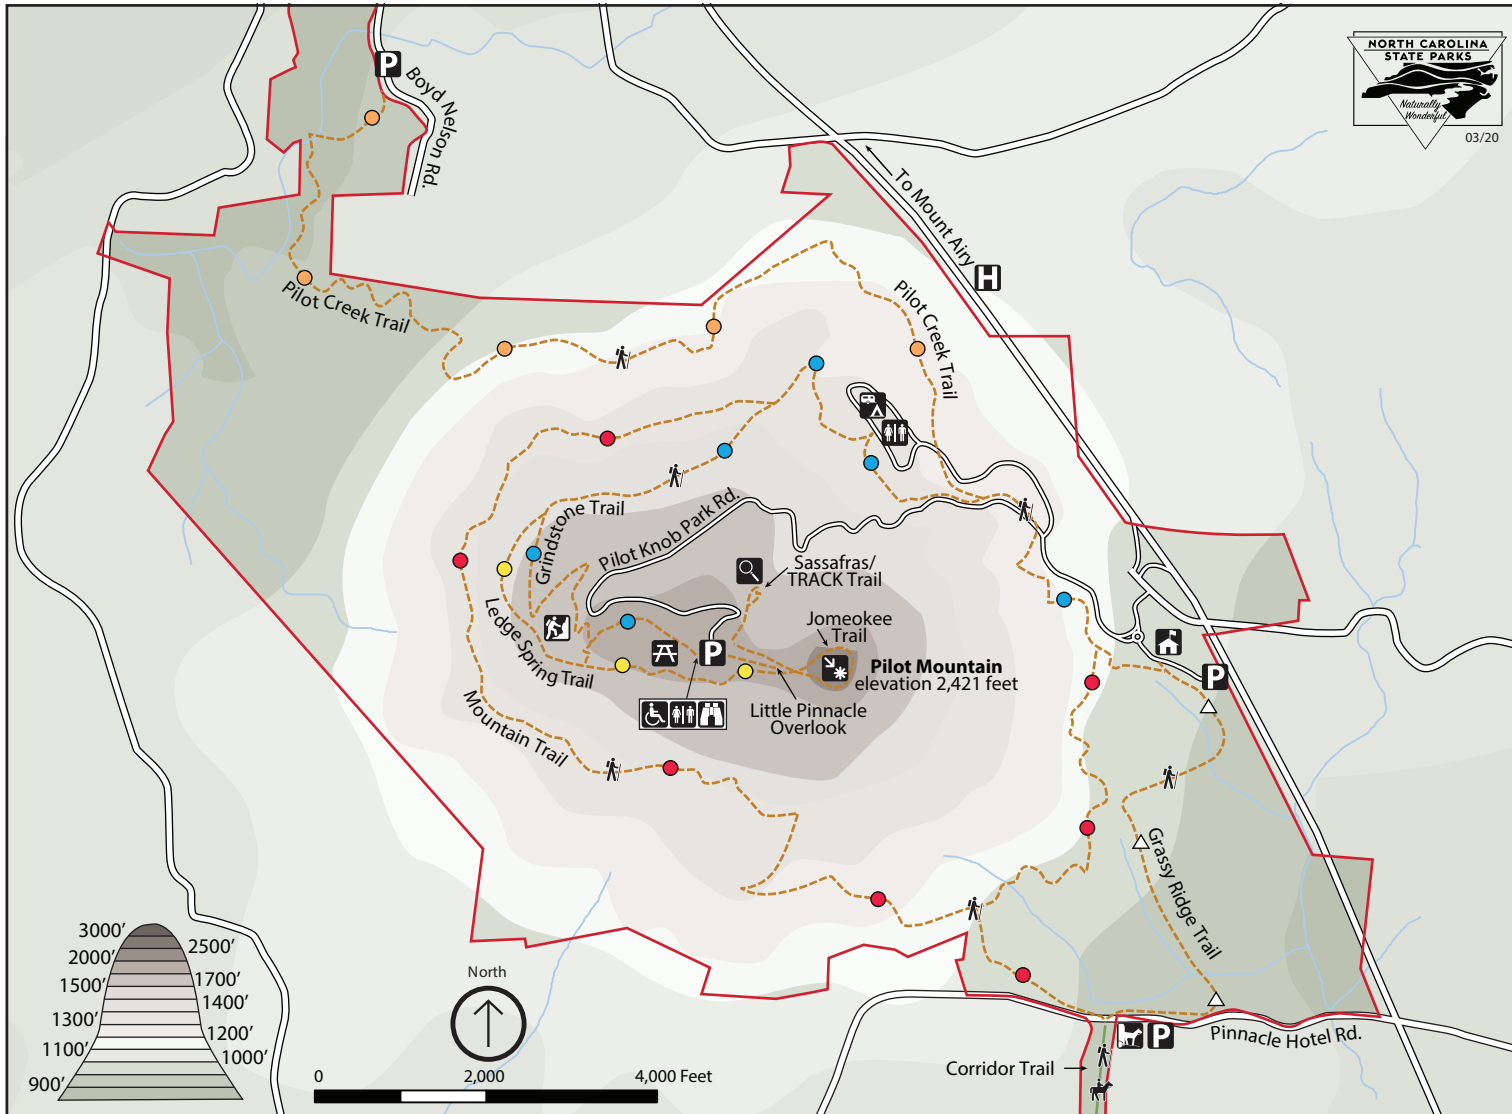 NORTH CAROLINA
STATE PARKS
Naturally
Wonderful
03/20
P
Boyd Nelson Rd.
To Mount Airy
H
Pilot Creek Trail
Pilot Creek Trail
Grindstone Trail
Pilot Knob Park Rd.
Sassafras/
TRACK Trail
Ledge Spring Trail
Jomeokee
Trail
P
Pilot Mountain
elevation 2,421 feet
P
Little Pinnacle
Overlook
Mountain Trail
Grassy Ridge Trail
3000’
2500’
2000’
1700’
1500’
1400’
1300’
1200’
1100’
1000’
900’
North
0
2,000
4,000 Feet
P
Pinnacle Hotel Rd.
Corridor Trail